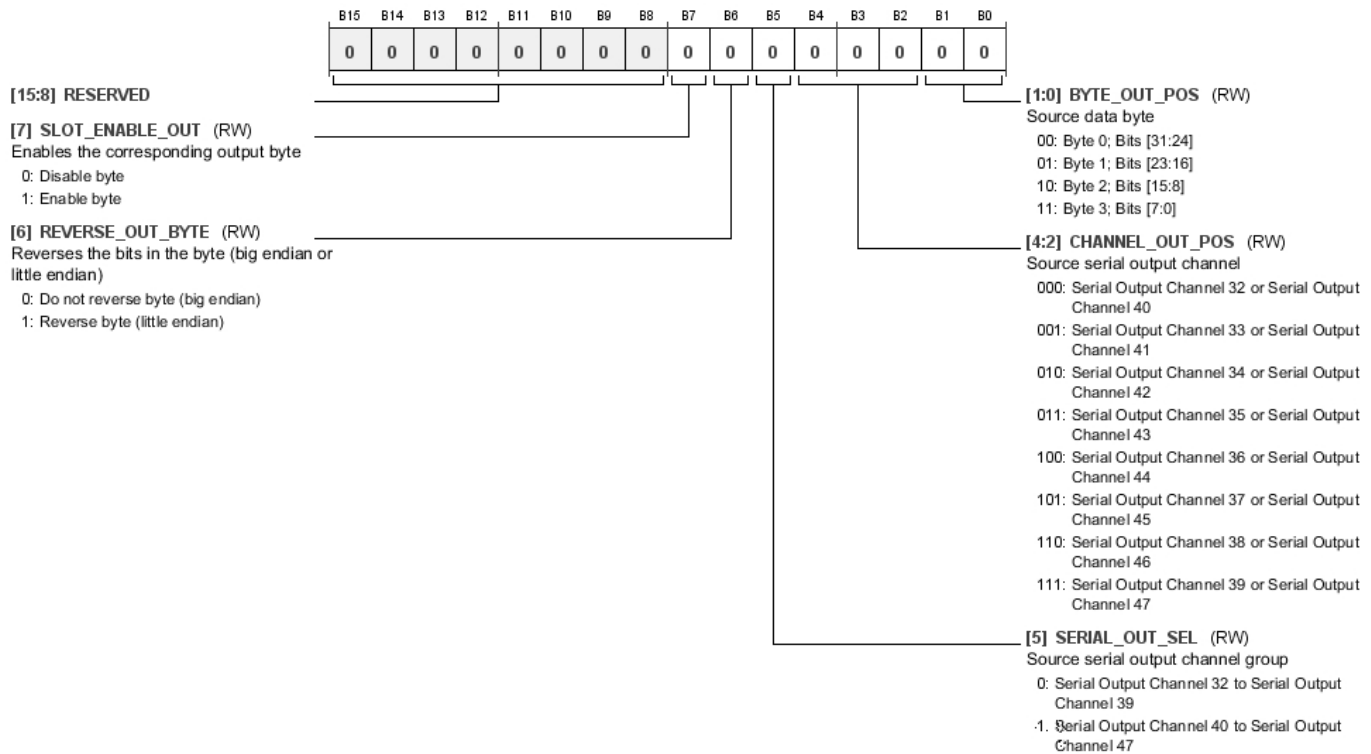 B15 B14 B13 B12 B11 B10 B9 B8 B7 B6 B5 B4 B3 B2 B1 B0
0 0 0 0 0 0 0 0 0 0 0 0 0 0 0 0
[15:8] RESERVED
[7] SLOT_ENABLE_OUT (RW)
Enables the corresponding output byte
0: Disable byte
1: Enable byte
[6] REVERSE_OUT_BYTE (RW)
Reverses the bits in the byte (big endian or
little endian)
0: Do not reverse byte (big endian)
1: Reverse byte (little endian)
[1:0] BYTE_OUT_POS (RW)
Source data byte
00: Byte 0; Bits [31:24]
01: Byte 1; Bits [23:16]
10: Byte 2; Bits [15:8]
11: Byte 3; Bits [7:0]
[4:2] CHANNEL_OUT_POS (RW)
Source serial output channel
000: Serial Output Channel 32 or Serial Output
Channel 40
001: Serial Output Channel 33 or Serial Output
Channel 41
010: Serial Output Channel 34 or Serial Output
Channel 42
011: Serial Output Channel 35 or Serial Output
Channel 43
100: Serial Output Channel 36 or Serial Output
Channel 44
101: Serial Output Channel 37 or Serial Output
Channel 45
110: Serial Output Channel 38 or Serial Output
Channel 46
111: Serial Output Channel 39 or Serial Output
Channel 47
[5] SERIAL_OUT_SEL (RW)
Source serial output channel group
0: Serial Output Channel 32 to Serial Output
Channel 39
1. Serial Output Channel 40 to Serial Output
Channel 47